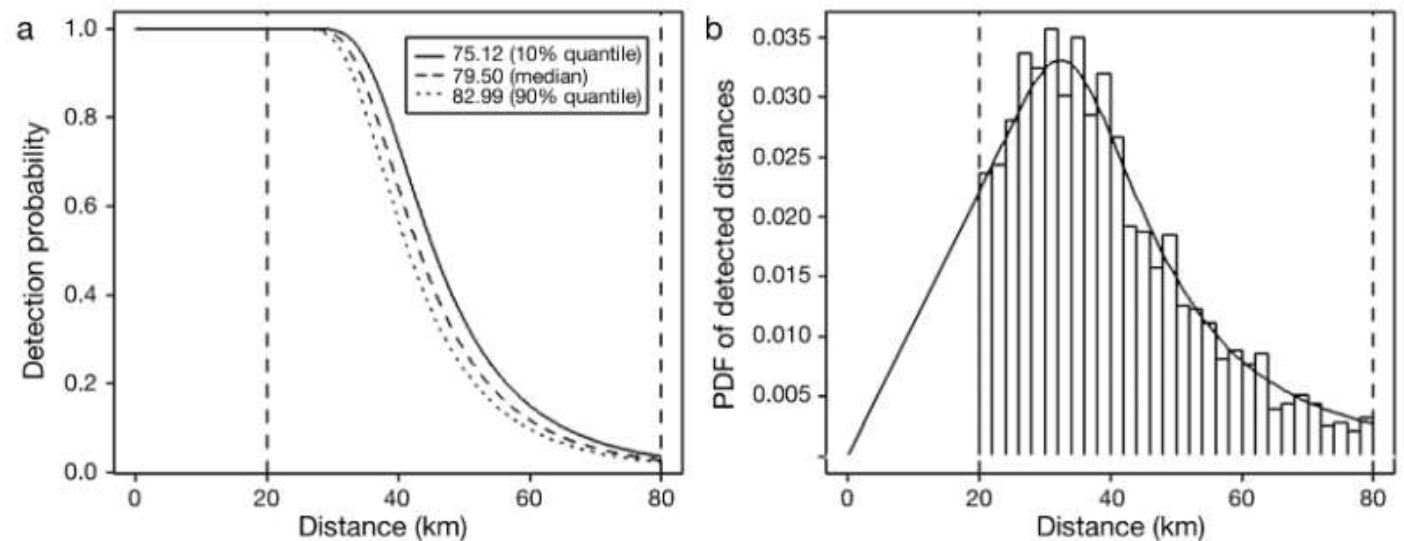 a
1.0
0.8
0.6
0.4
0.2
0.0
Detection probability
75.12 (10% quantile)
79.50 (median)
82.99 (90% quantile)
0 20 40 60 80
Distance (km)
b
0.035
0.030
0.025
0.020
0.015
0.010
0.005
PDF of detected distances
0 20 40 60 80
Distance (km)